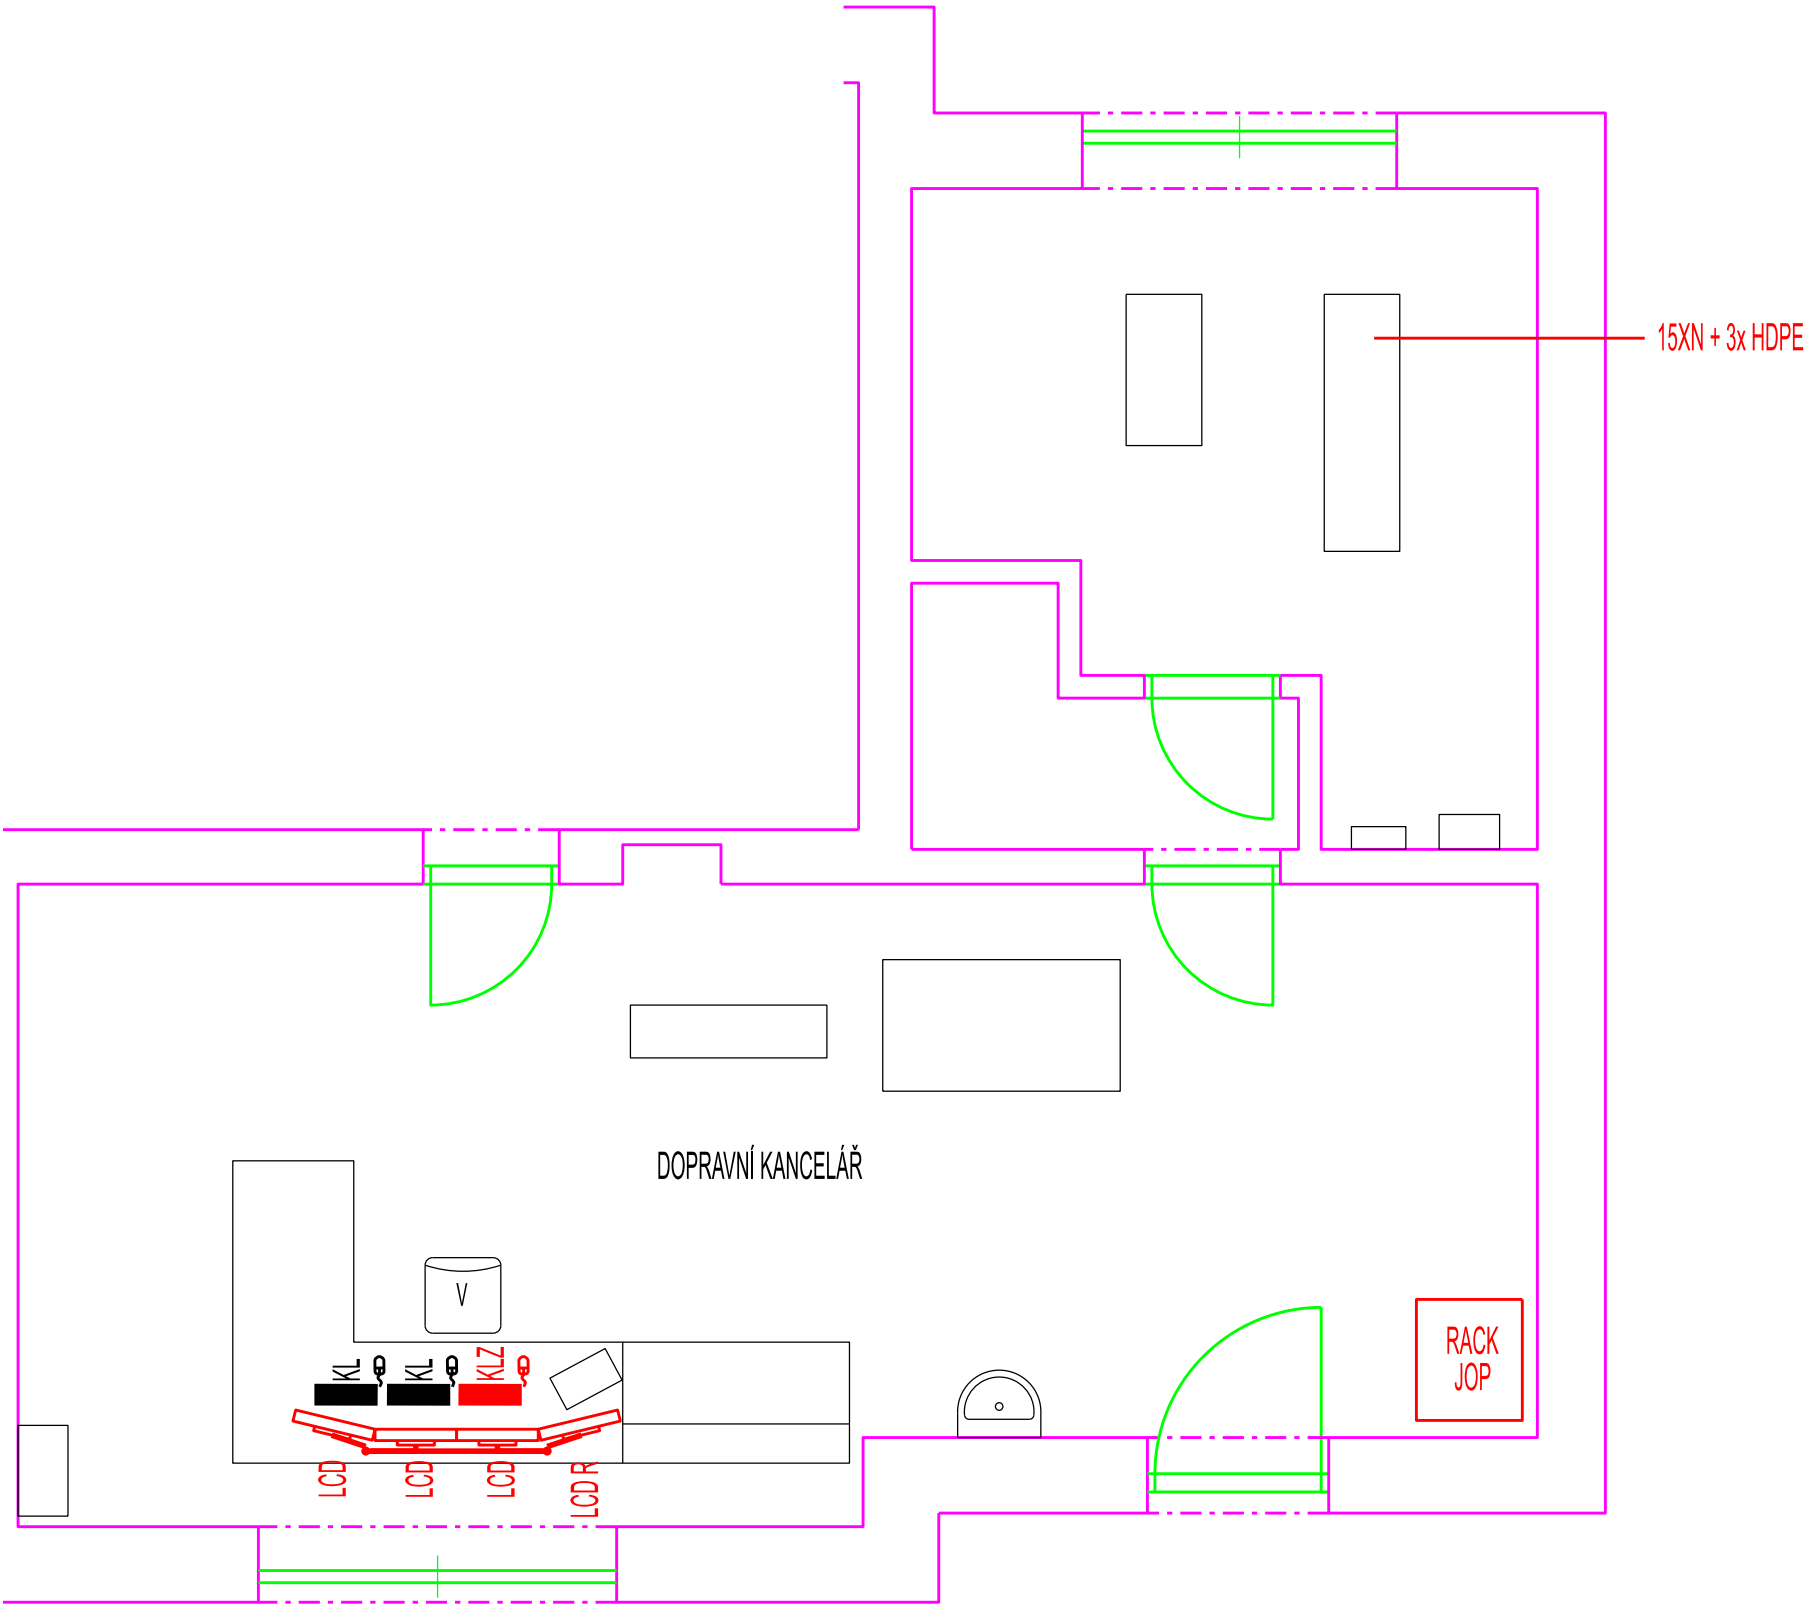 15XN + 3x HDPE
DOPRAVNÍ KANCELÁŘ
V
KL
KL
KLZ
RACK
JOP
LCD
LCD
LCD
LCD R